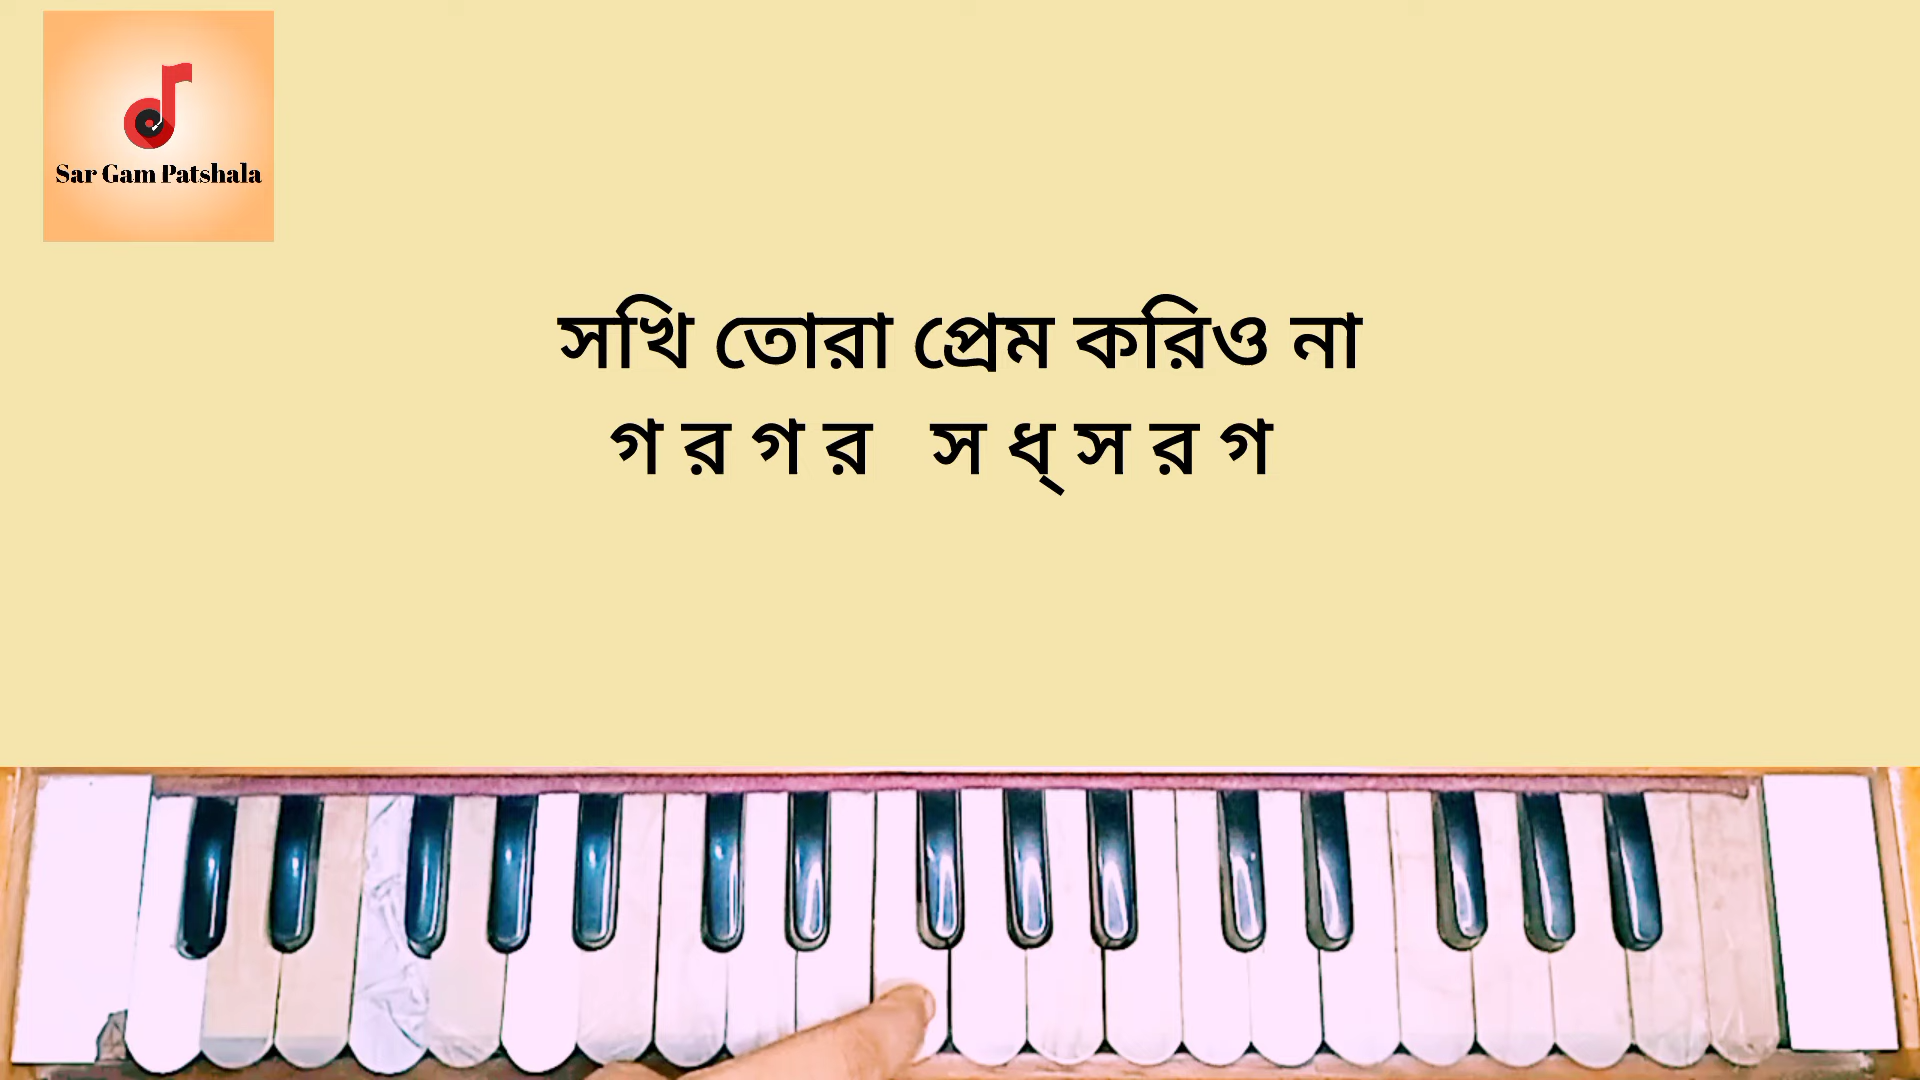 Sar Gam Patshala
সখি তোরা প্রেম করিও না
গ র গ র স ধ্ স র গ